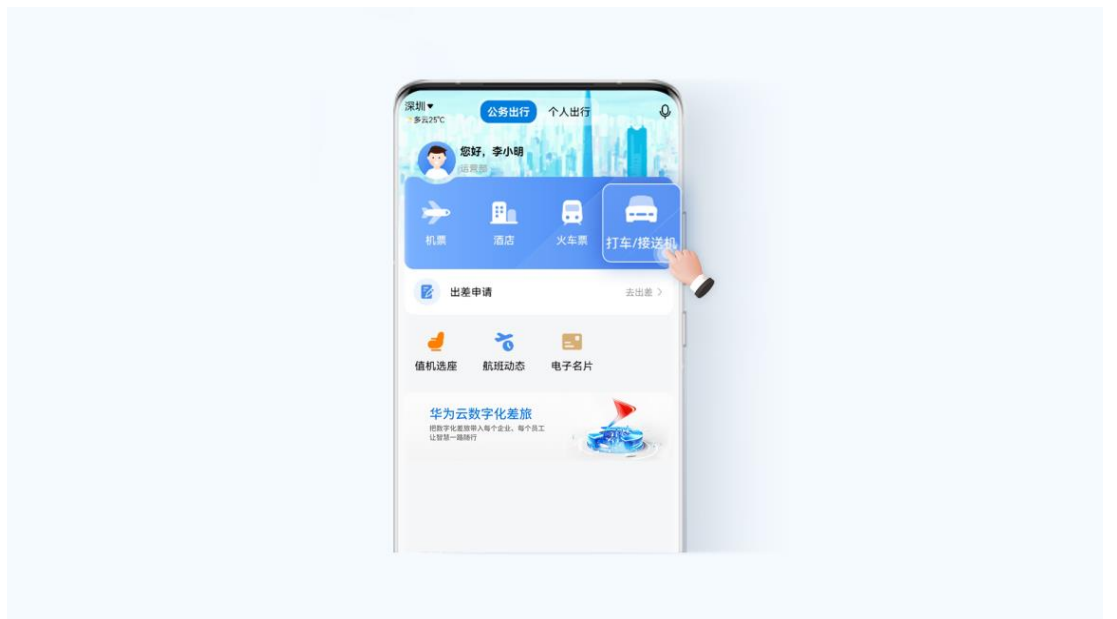 深圳▾
多云25°C
公务出行
个人出行
您好，李小明
运营部
机票
酒店
火车票
打车/接送机
出差申请
去出差 >
值机选座
航班动态
电子名片
华为云数字化差旅
把数字化差旅带入每个企业、每个员工
让智慧一路随行